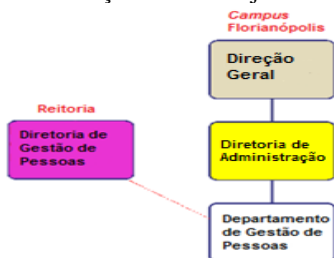 Campus
Florianópolis
Direção
Geral
Reitoria
Diretoria de
Gestão de
Pessoas
Diretoria de
Administração
Departamento
de Gestão de
Pessoas